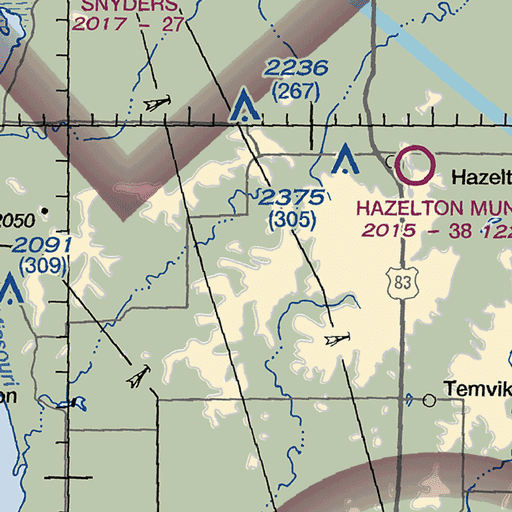 SNYDERS
2017 - 27
2236
(267)
Hazelt
2375
(305)
HAZELTON MUN
2015 - 38 122
2050
2091
(309)
83
Missouri
Temvik
on